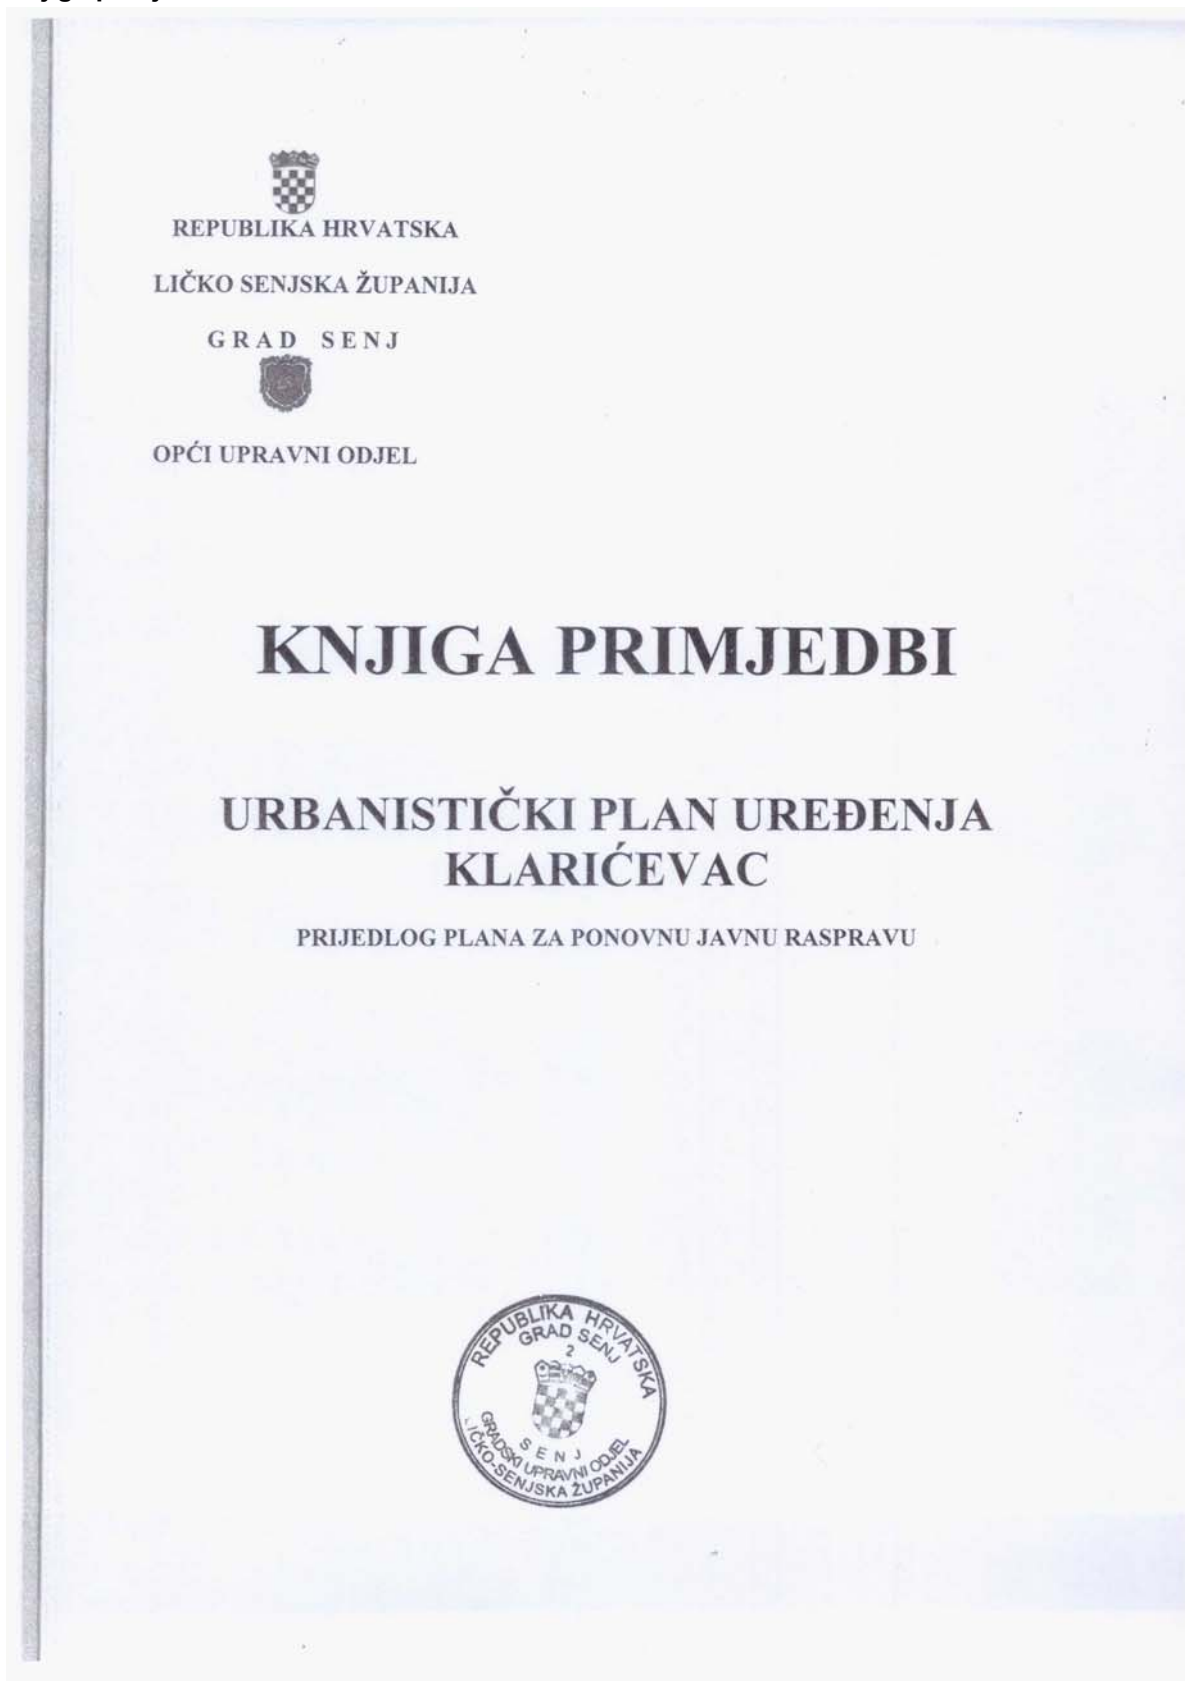 REPUBLIKA HRVATSKA
LIČKO SENJSKA ŽUPANIJA
GRAD SENJ
OPĆI UPRAVNI ODJEL
KNJIGA PRIMJEDBI
URBANISTIČKI PLAN UREĐENJA
KLARIĆEVAC
PRIJEDLOG PLANA ZA PONOVNU JAVNU RASPRAVU
REPUBLIKA HRVATSKA
GRAD SENJ
2
SENJ
GRADSKI UPRAVNI ODJEL
LIČKO-SENJSKA ŽUPANIJA